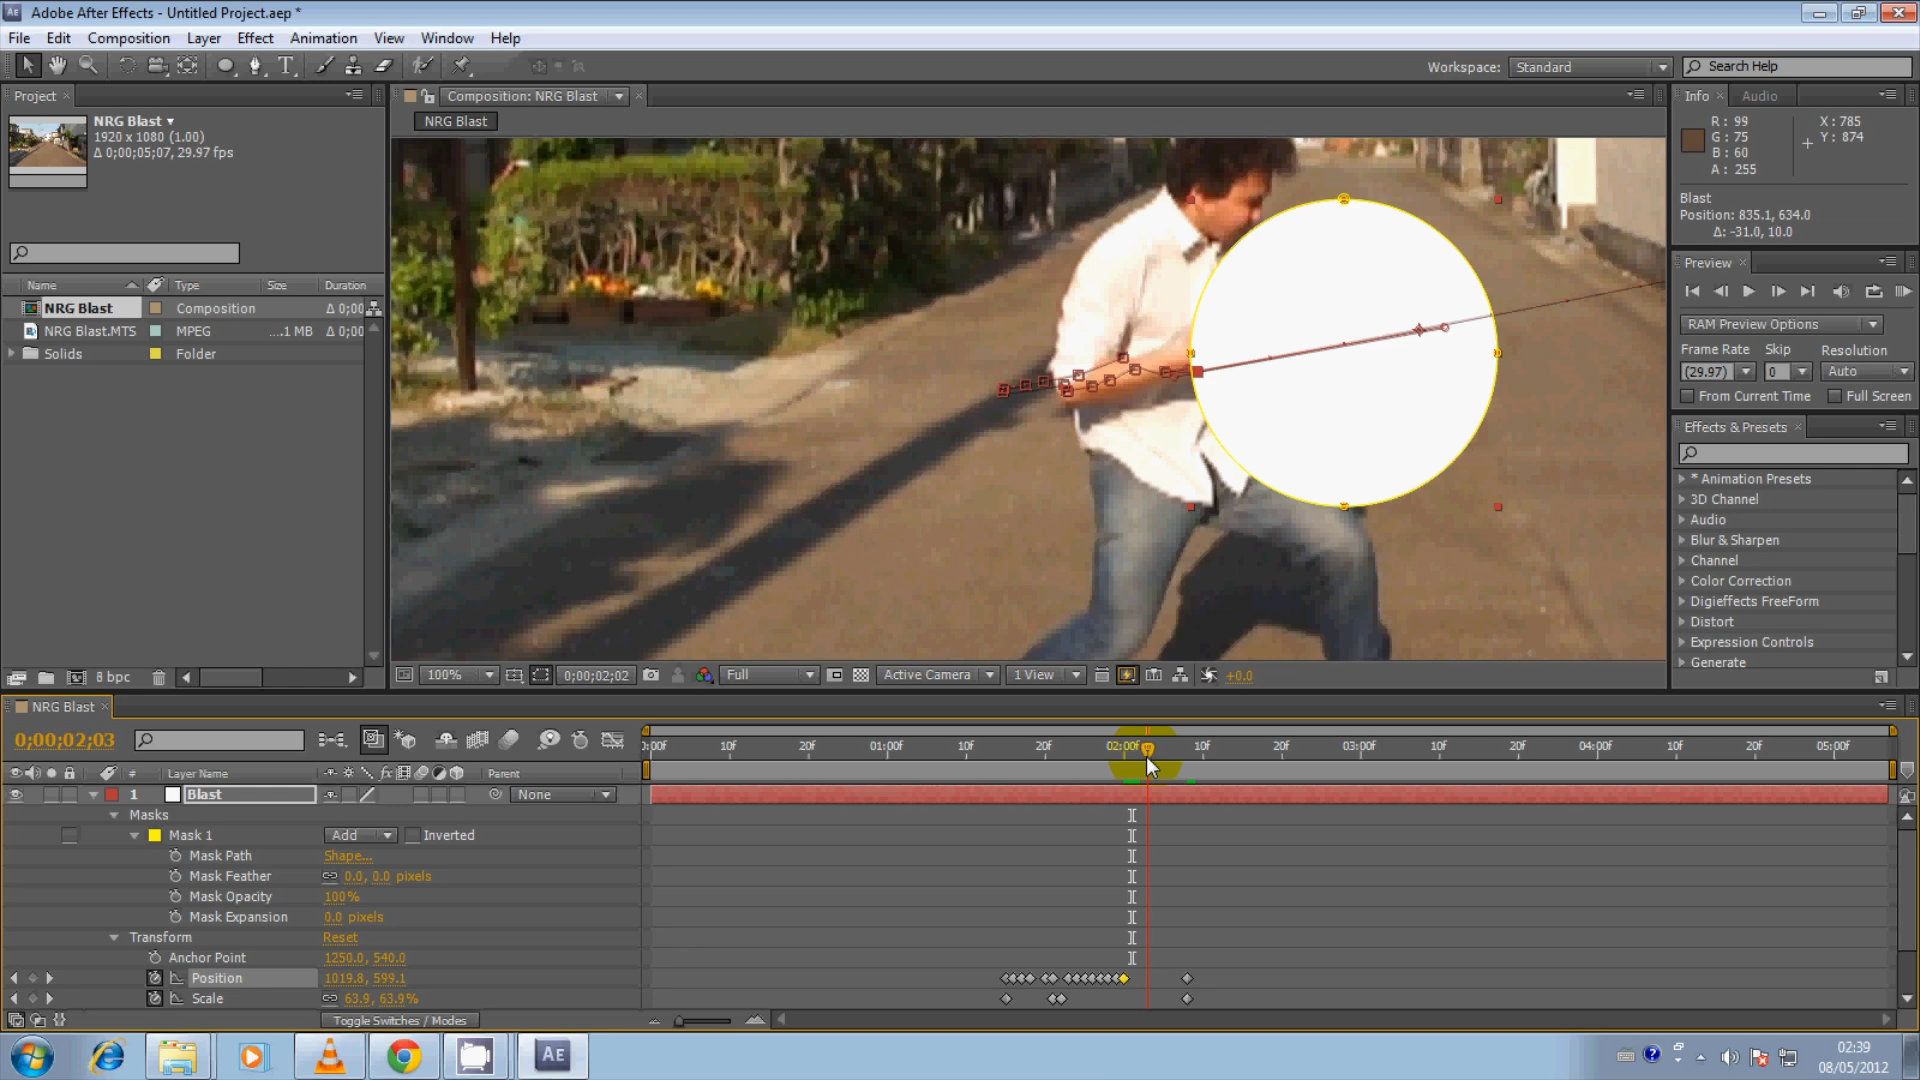 Adobe After Effects - Untitled Project.aep *
File Edit Composition Layer Effect Animation View Window Help
Workspace: Standard Search Help
Project
NRG Blast
1920 x 1080 (1.00)
Δ 0;00;05;07, 29.97 fps
Name Type Size Duration
NRG Blast Composition Δ 0;00
NRG Blast.MTS MPEG ....1 MB Δ 0;00
Solids Folder
8 bpc
Composition: NRG Blast
NRG Blast
100% 0;00;02;02 Full Active Camera 1 View +0.0
Info Audio
R: 99 X: 785
G: 75 Y: 874
B: 60
A: 255
Blast
Position: 835.1, 634.0
Δ: -31.0, 10.0
Preview
RAM Preview Options
Frame Rate Skip Resolution
(29.97) 0 Auto
From Current Time Full Screen
Effects & Presets
* Animation Presets
3D Channel
Audio
Blur & Sharpen
Channel
Color Correction
Digieffects FreeForm
Distort
Expression Controls
Generate
NRG Blast
0;00;02;03
0:00f 10f 20f 01:00f 10f 20f 02:00f 10f 20f 03:00f 10f 20f 04:00f 10f 20f 05:00f
# Layer Name fx Parent
1 Blast None
Masks
Mask 1 Add Inverted
Mask Path Shape...
Mask Feather 0.0, 0.0 pixels
Mask Opacity 100%
Mask Expansion 0.0 pixels
Transform Reset
Anchor Point 1250.0, 540.0
Position 1019.8, 599.1
Scale 63.9, 63.9%
Toggle Switches / Modes
AE
02:39
08/05/2012